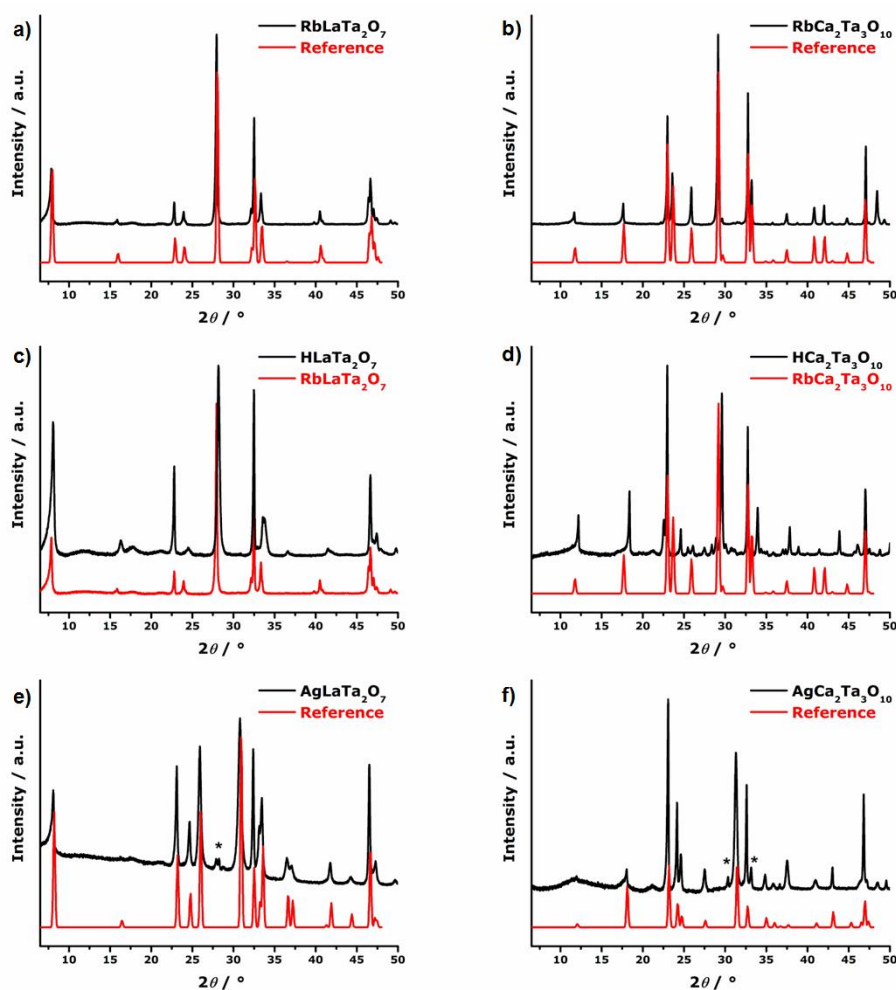 a)
RbLaTa₂O₇
Reference
Intensity / a.u.
10 15 20 25 30 35 40 45 50
2θ / °
b)
RbCa₂Ta₃O₁₀
Reference
Intensity / a.u.
10 15 20 25 30 35 40 45 50
2θ / °
c)
HLaTa₂O₇
RbLaTa₂O₇
Intensity / a.u.
10 15 20 25 30 35 40 45 50
2θ / °
d)
HCa₂Ta₃O₁₀
RbCa₂Ta₃O₁₀
Intensity / a.u.
10 15 20 25 30 35 40 45 50
2θ / °
e)
AgLaTa₂O₇
Reference
Intensity / a.u.
*
10 15 20 25 30 35 40 45 50
2θ / °
f)
AgCa₂Ta₃O₁₀
Reference
Intensity / a.u.
* *
10 15 20 25 30 35 40 45 50
2θ / °